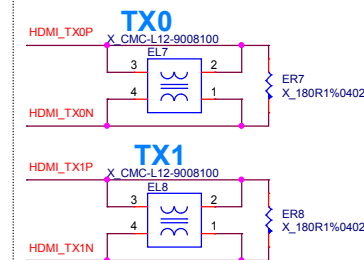 TX0
X_CMC-L12-9008100
HDMI_TX0P
EL7
3
2
4
1
ER7
X_180R1%0402
HDMI_TX0N
TX1
X_CMC-L12-9008100
HDMI_TX1P
EL8
3
2
4
1
ER8
X_180R1%0402
HDMI_TX1N